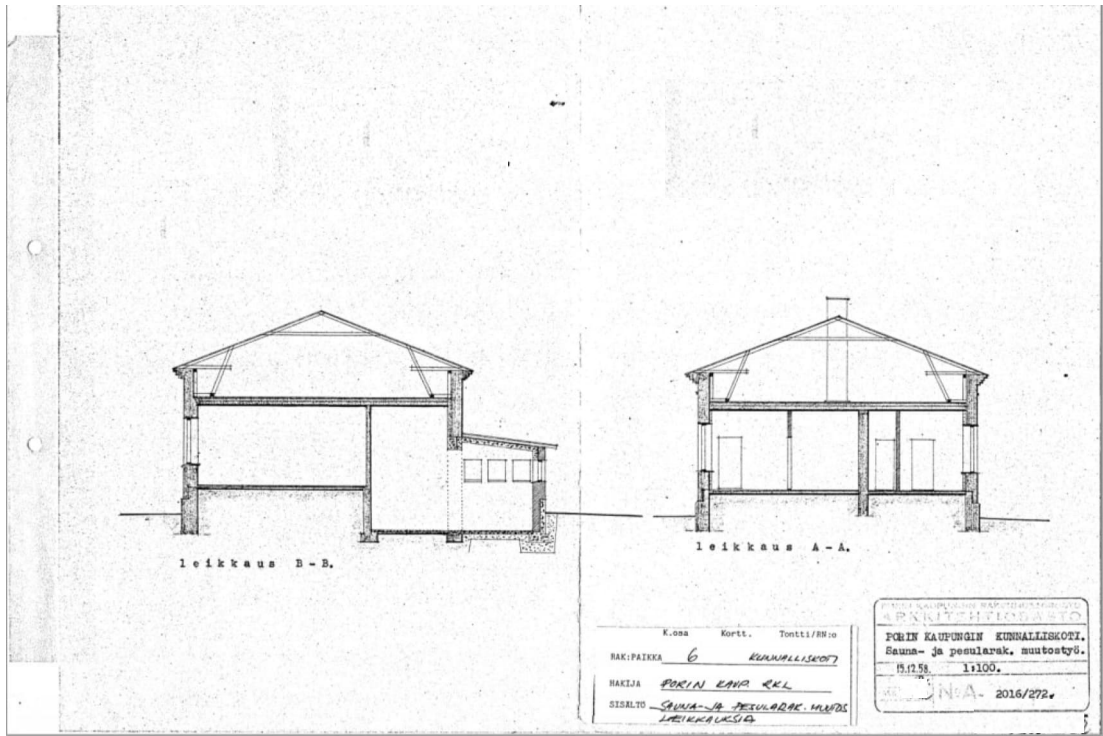 leikkaus B-B.
leikkaus A-A.
K.osa Kortt. Tontti/RN:o
RAK:PAIKKA 6 KUNNALLISKOTI
HAKIJA PORIN KAUP. RKL
SISÄLTÖ SAUNA-JA PESULARAK. MUUTOS
LEIKKAUKSIA
ARKKITEHTIOSASTO
PORIN KAUPUNGIN KUNNALLISKOTI.
Sauna- ja pesularak. muutostyö.
15.12.58. 1:100.
N:A- 2016/272.